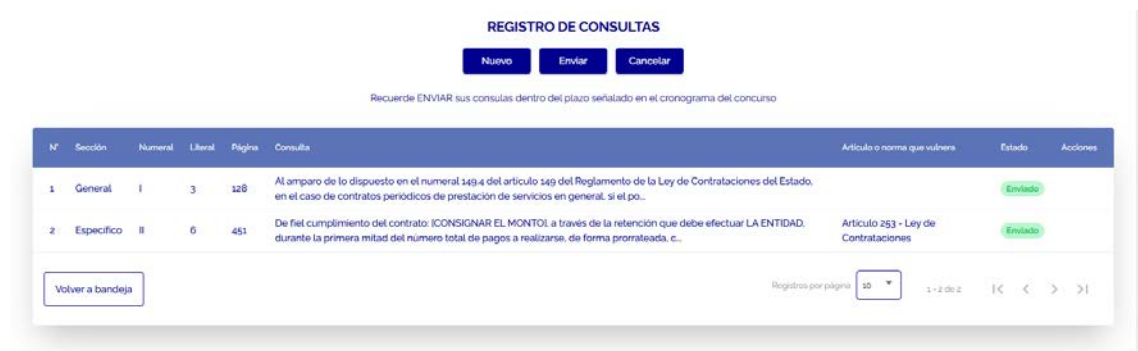 REGISTRO DE CONSULTAS
Nuevo Enviar Cancelar
Recuerde ENVIAR sus consulas dentro del plazo señalado en el cronograma del concurso
N° Sección Numeral Literal Página Consulta Artículo o norma que vulnera Estado Acciones
1 General I 3 128 Al amparo de lo dispuesto en el numeral 149.4 del artículo 149 del Reglamento de la Ley de Contrataciones del Estado, Enviado
en el caso de contratos periódicos de prestación de servicios en general, si el po...
2 Específico II 6 451 De fiel cumplimiento del contrato: [CONSIGNAR EL MONTO], a través de la retención que debe efectuar LA ENTIDAD, Artículo 253 - Ley de Enviado
durante la primera mitad del número total de pagos a realizarse, de forma prorrateada, c... Contrataciones
Volver a bandeja Registros por página 10 1 - 2 de 2